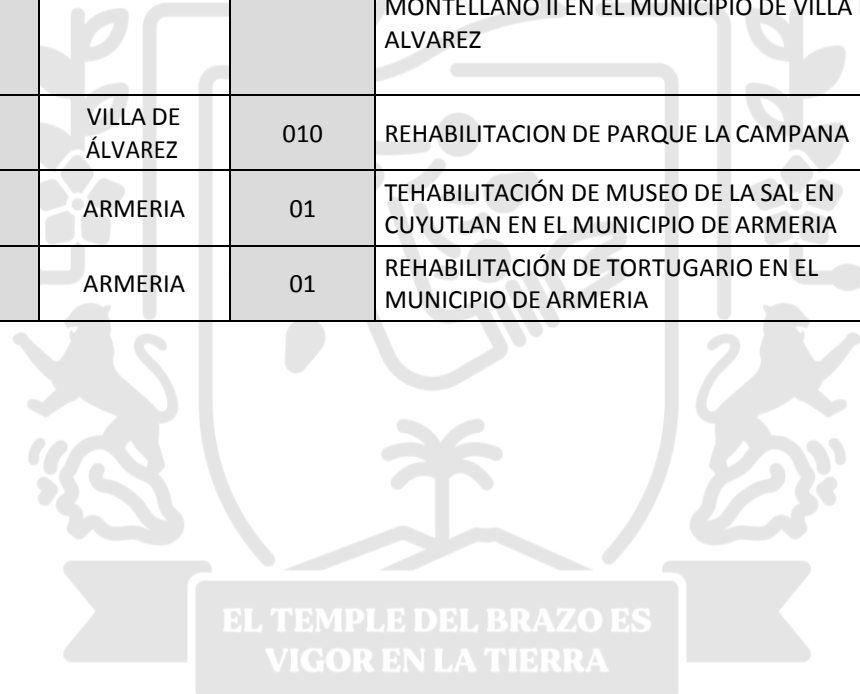 MONTELLANO II EN EL MUNICIPIO DE VILLA
ALVAREZ
VILLA DE
ÁLVAREZ
010
REHABILITACION DE PARQUE LA CAMPANA
ARMERIA
01
TEHABILITACIÓN DE MUSEO DE LA SAL EN
CUYUTLAN EN EL MUNICIPIO DE ARMERIA
ARMERIA
01
REHABILITACIÓN DE TORTUGARIO EN EL
MUNICIPIO DE ARMERIA
EL TEMPLE DEL BRAZO ES
VIGOR EN LA TIERRA